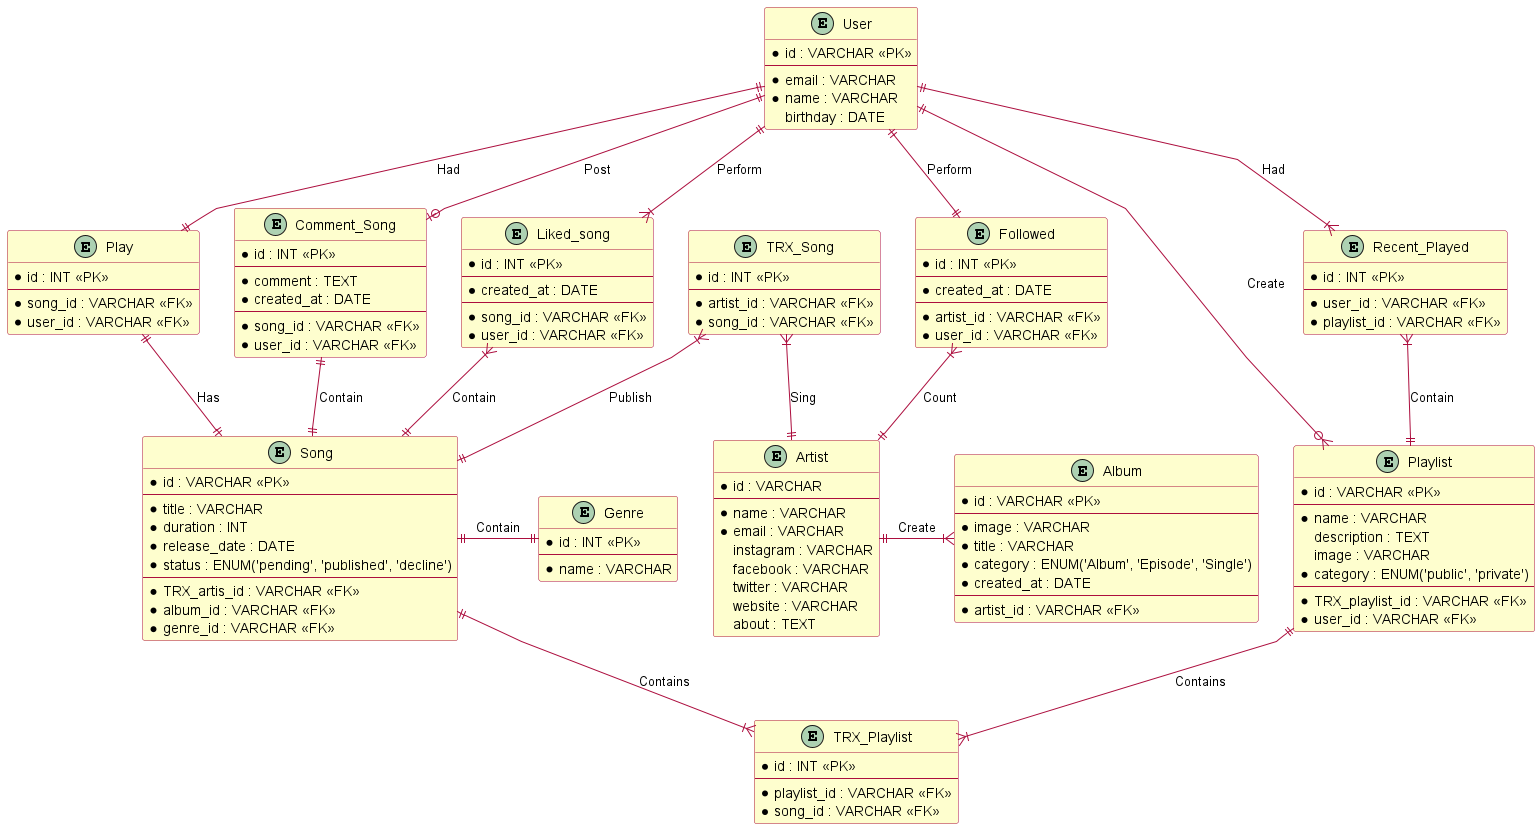 E User
* id : VARCHAR «PK»
* email : VARCHAR
* name : VARCHAR
birthday : DATE
Had
Post
Perform
Perform
Had
Create
E Play
* id : INT «PK»
* song_id : VARCHAR «FK»
* user_id : VARCHAR «FK»
E Comment_Song
* id : INT «PK»
* comment : TEXT
* created_at : DATE
* song_id : VARCHAR «FK»
* user_id : VARCHAR «FK»
E Liked_song
* id : INT «PK»
* created_at : DATE
* song_id : VARCHAR «FK»
* user_id : VARCHAR «FK»
E TRX_Song
* id : INT «PK»
* artist_id : VARCHAR «FK»
* song_id : VARCHAR «FK»
E Followed
* id : INT «PK»
* created_at : DATE
* artist_id : VARCHAR «FK»
* user_id : VARCHAR «FK»
E Recent_Played
* id : INT «PK»
* user_id : VARCHAR «FK»
* playlist_id : VARCHAR «FK»
Has
Contain
Contain
Publish
Sing
Count
Contain
E Song
* id : VARCHAR «PK»
* title : VARCHAR
* duration : INT
* release_date : DATE
* status : ENUM('pending', 'published', 'decline')
* TRX_artis_id : VARCHAR «FK»
* album_id : VARCHAR «FK»
* genre_id : VARCHAR «FK»
Contain
E Genre
* id : INT «PK»
* name : VARCHAR
E Artist
* id : VARCHAR
* name : VARCHAR
* email : VARCHAR
instagram : VARCHAR
facebook : VARCHAR
twitter : VARCHAR
website : VARCHAR
about : TEXT
Create
E Album
* id : VARCHAR «PK»
* image : VARCHAR
* title : VARCHAR
* category : ENUM('Album', 'Episode', 'Single')
* created_at : DATE
* artist_id : VARCHAR «FK»
E Playlist
* id : VARCHAR «PK»
* name : VARCHAR
description : TEXT
image : VARCHAR
* category : ENUM('public', 'private')
* TRX_playlist_id : VARCHAR «FK»
* user_id : VARCHAR «FK»
Contains
Contains
E TRX_Playlist
* id : INT «PK»
* playlist_id : VARCHAR «FK»
* song_id : VARCHAR «FK»